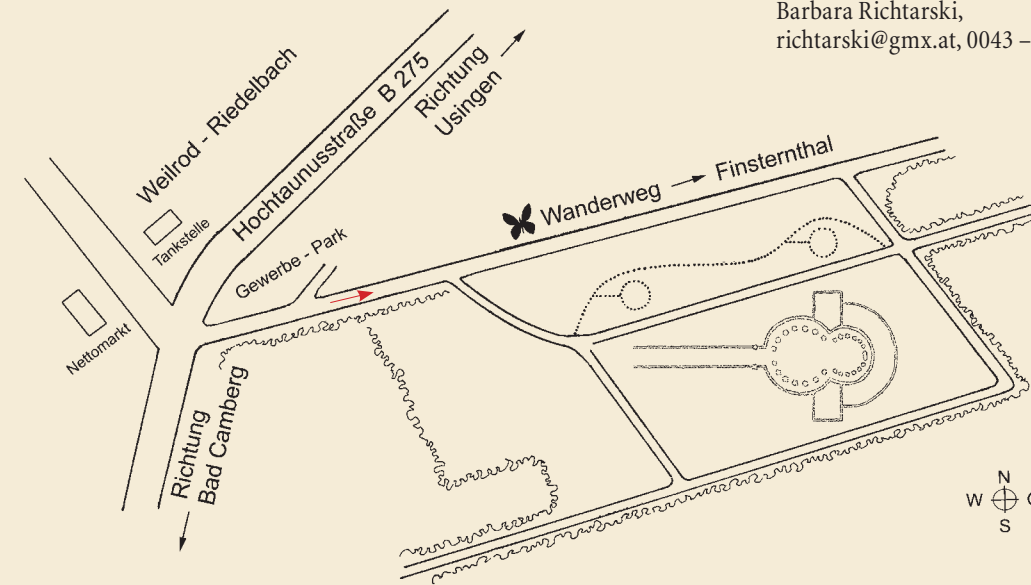 Barbara Richtarski,
richtarski@gmx.at, 0043 –
Weilrod - Riedelbach
Hochtaunusstraße B 275
Richtung
Usingen
Tankstelle
Gewerbe - Park
Wanderweg → Finsternthal
Nettomarkt
Richtung
Bad Camberg
N
W
S